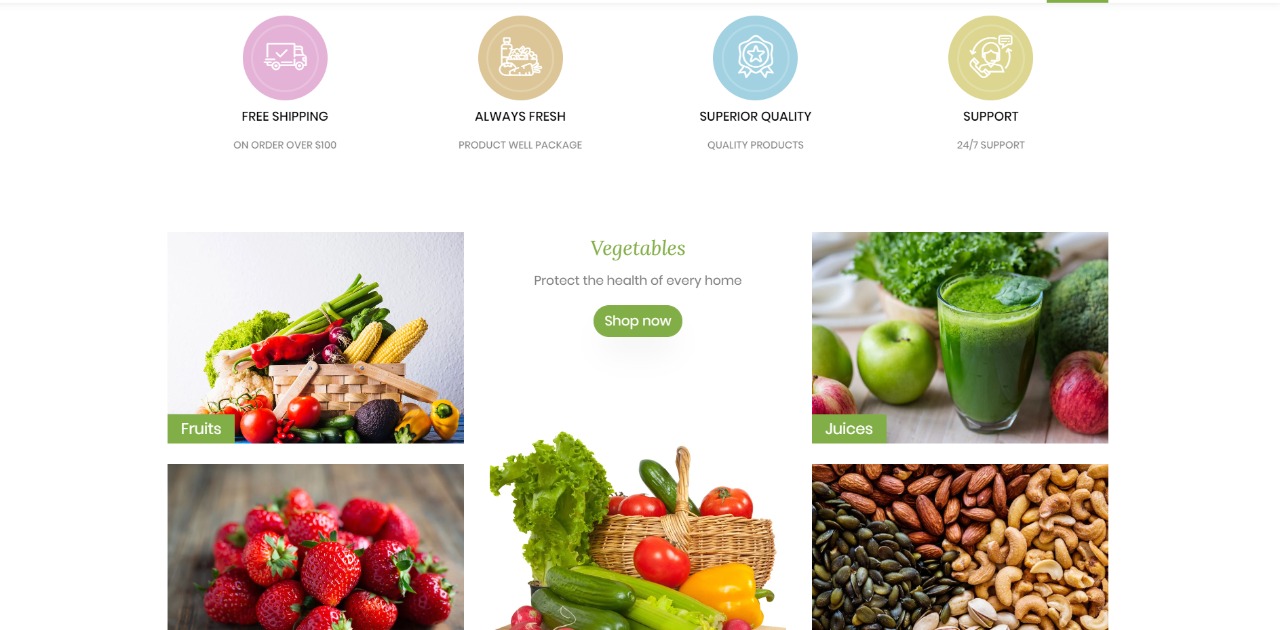 FREE SHIPPING
ON ORDER OVER $100
ALWAYS FRESH
PRODUCT WELL PACKAGE
SUPERIOR QUALITY
QUALITY PRODUCTS
SUPPORT
24/7 SUPPORT
Fruits
Vegetables
Protect the health of every home
Shop now
Juices